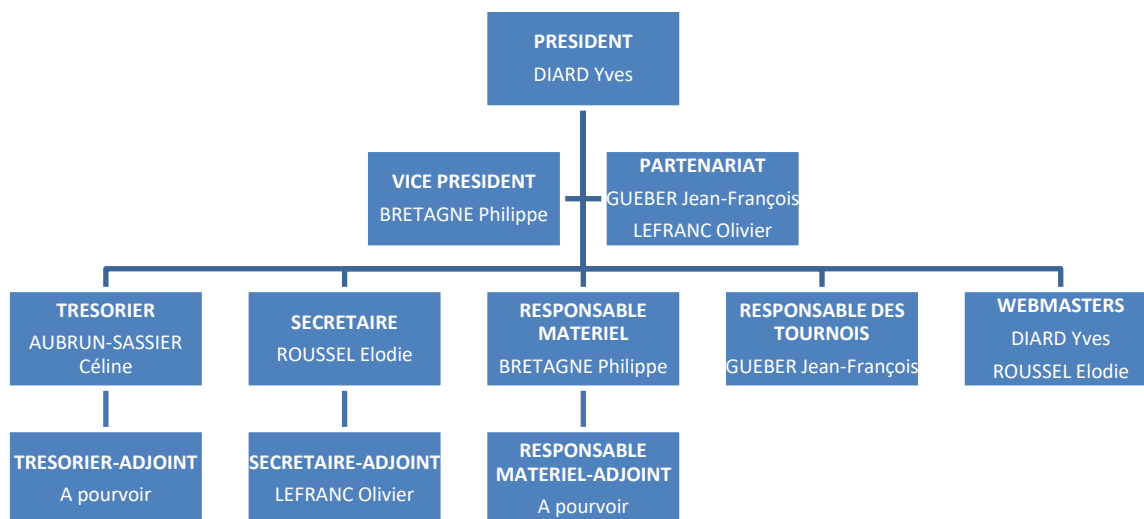 PRESIDENT
DIARD Yves
VICE PRESIDENT
BRETAGNE Philippe
PARTENARIAT
GUEBER Jean-François
LEFRANC Olivier
TRESORIER
AUBRUN-SASSIER
Céline
SECRETAIRE
ROUSSEL Elodie
RESPONSABLE
MATERIEL
BRETAGNE Philippe
RESPONSABLE DES
TOURNOIS
GUEBER Jean-François
WEBMASTERS
DIARD Yves
ROUSSEL Elodie
TRESORIER-ADJOINT
A pourvoir
SECRETAIRE-ADJOINT
LEFRANC Olivier
RESPONSABLE
MATERIEL-ADJOINT
A pourvoir